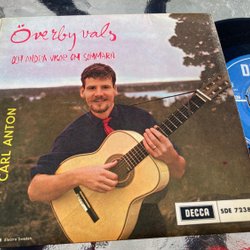 Överby vals
OCH ANDRA VISOR OM SOMMAREN
CARL ANTON
DECCA
SDE 7238
D